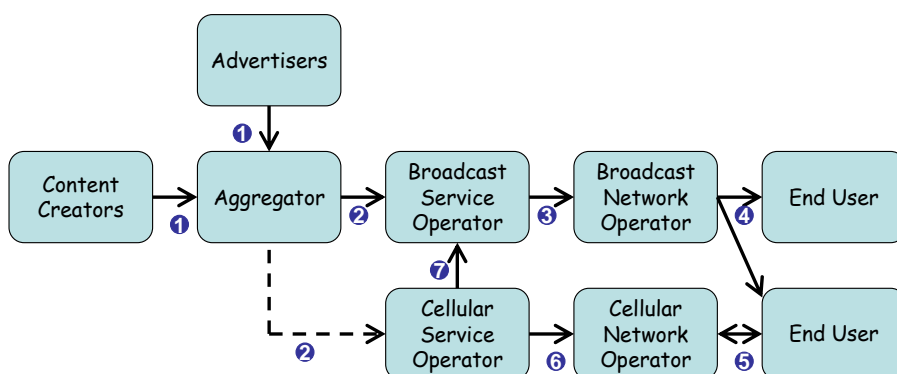 Advertisers
1
Content
Creators
1
Aggregator
2
Broadcast
Service
Operator
3
Broadcast
Network
Operator
4
End User
7
2
Cellular
Service
Operator
6
Cellular
Network
Operator
5
End User